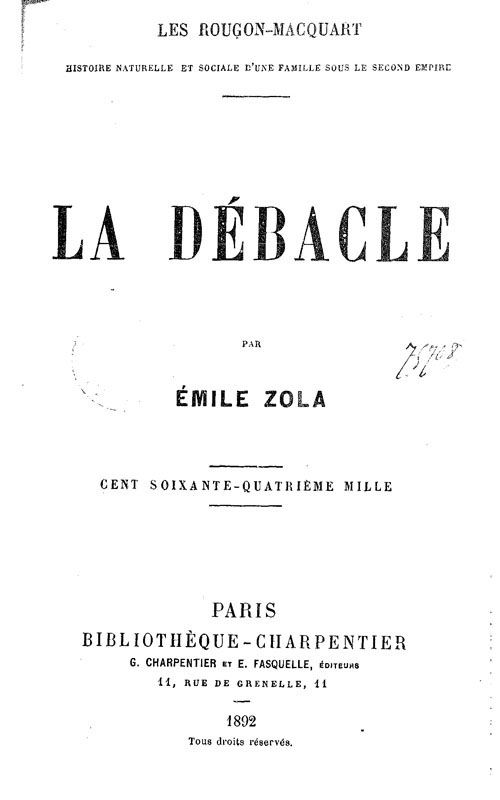 LES ROUGON-MACQUART
HISTOIRE NATURELLE ET SOCIALE D'UNE FAMILLE SOUS LE SECOND EMPIRE
LA DÉBACLE
PAR
75708
ÉMILE ZOLA
CENT SOIXANTE-QUATRIÈME MILLE
PARIS
BIBLIOTHÈQUE-CHARPENTIER
G. CHARPENTIER ET E. FASQUELLE, ÉDITEURS
11, RUE DE GRENELLE, 11
1892
Tous droits réservés.